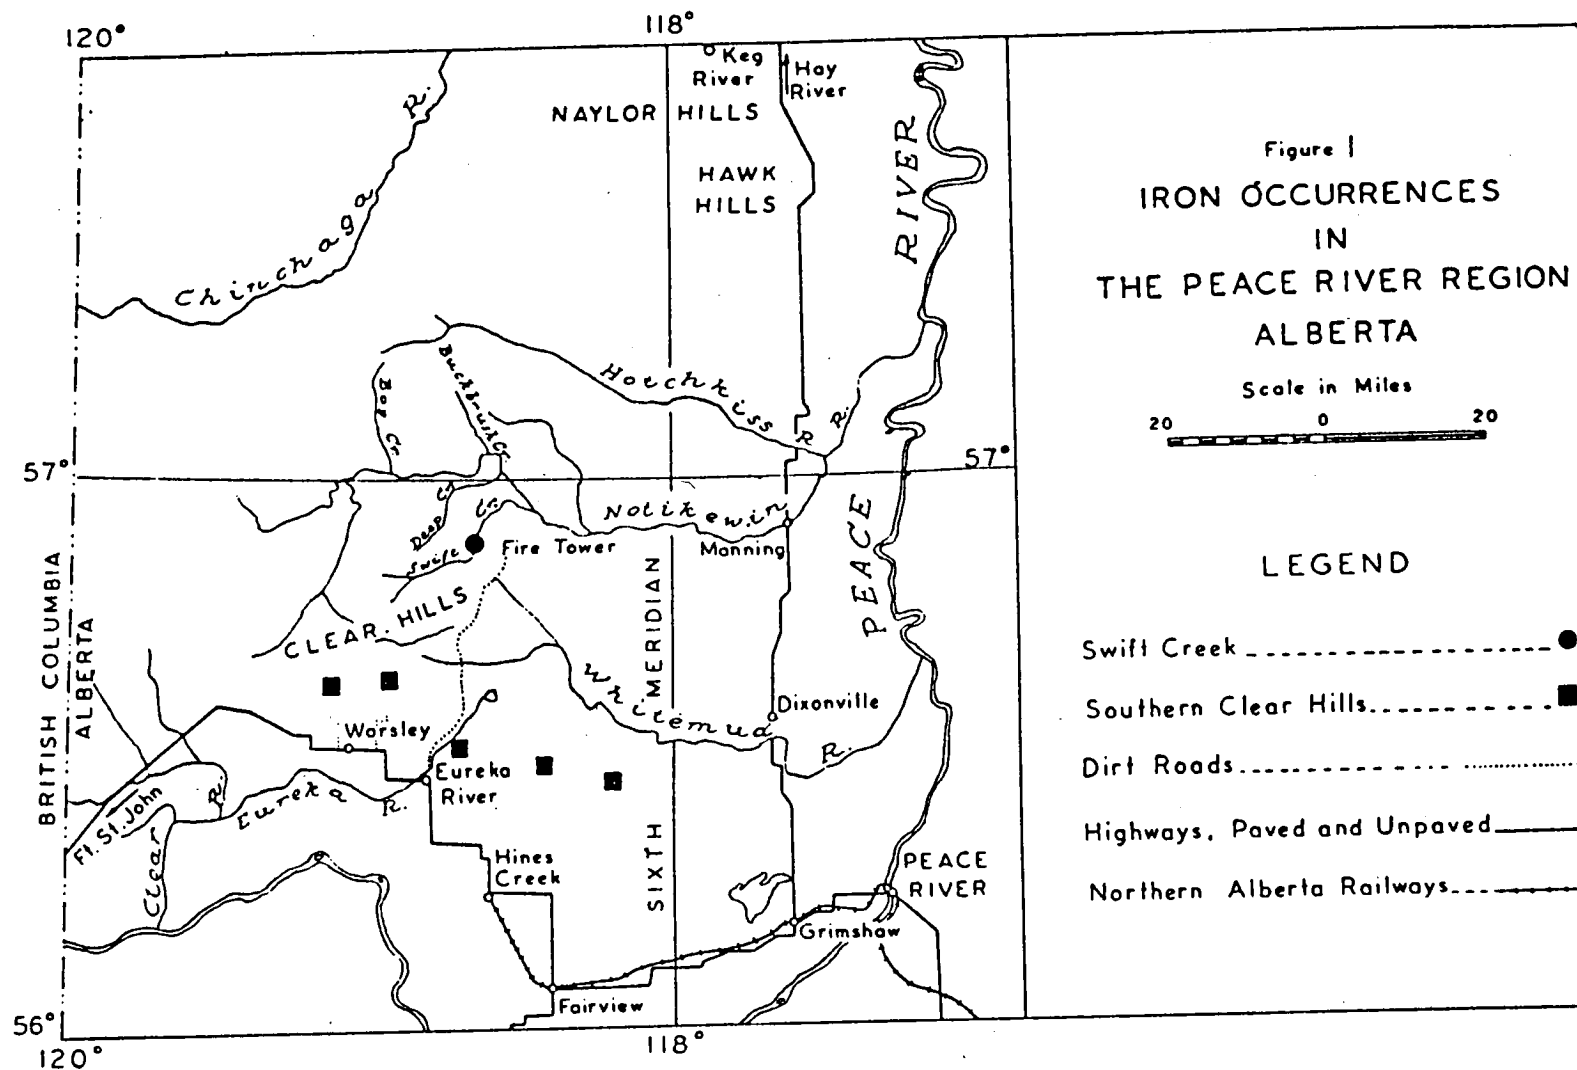 120°
118°
Keg
River
Hay
River
NAYLOR HILLS
HAWK
HILLS
Chinchaga R.
RIVER
PEACE
Figure 1
IRON OCCURRENCES
IN
THE PEACE RIVER REGION
ALBERTA
Scale in Miles
20 0 20
Hotchkiss R.
Buckbrush Cr.
Bog Cr.
57°
57°
Deep Cr.
Swift Cr.
Notikewin R.
Fire Tower
Manning
CLEAR HILLS
BRITISH COLUMBIA
ALBERTA
SIXTH MERIDIAN
Whitemud R.
Dixonville
Worsley
Eureka
River
Eureka R.
Ft. St. John
Clear R.
Hines
Creek
PEACE
RIVER
Grimshaw
Fairview
56°
120°
118°
LEGEND
Swift Creek
Southern Clear Hills
Dirt Roads
Highways, Paved and Unpaved
Northern Alberta Railways